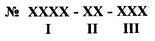 № XXXX - XX - XXX
I II III